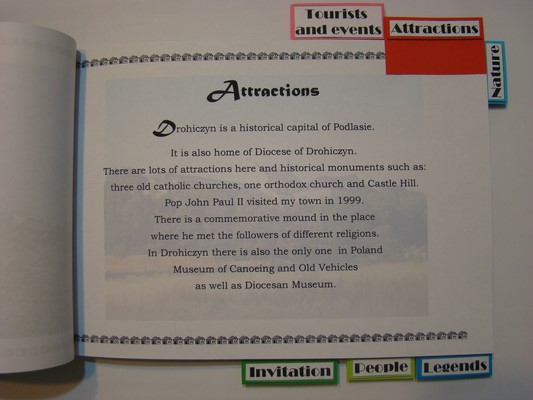 Tourists
and events
Attractions
Nature
Attractions
Drohiczyn is a historical capital of Podlasie.
It is also home of Diocese of Drohiczyn.
There are lots of attractions here and historical monuments such as:
three old catholic churches, one orthodox church and Castle Hill.
Pop John Paul II visited my town in 1999.
There is a commemorative mound in the place
where he met the followers of different religions.
In Drohiczyn there is also the only one in Poland
Museum of Canoeing and Old Vehicles
as well as Diocesan Museum.
Invitation
People
Legends